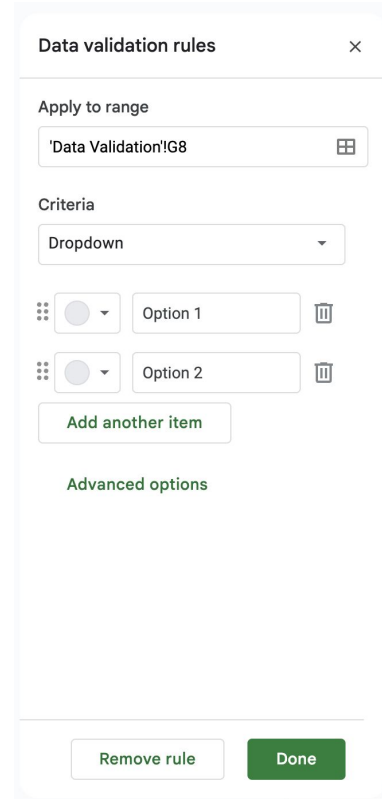 Data validation rules
Apply to range
'Data Validation'!G8
Criteria
Dropdown
Option 1
Option 2
Add another item
Advanced options
Remove rule
Done